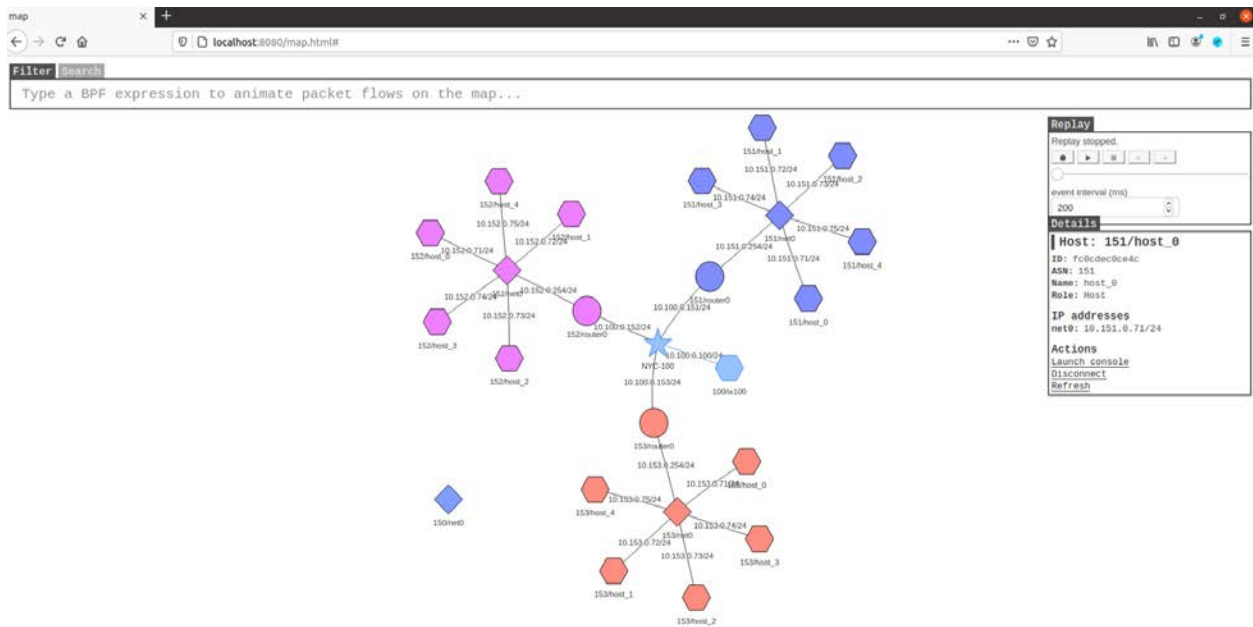 map
localhost:8080/map.html#
Filter Search
Type a BPF expression to animate packet flows on the map...
Replay
Replay stopped.
event interval (ms)
200
Details
Host: 151/host_0
ID: fc0cdec0ce4c
ASN: 151
Name: host_0
Role: Host
IP addresses
net0: 10.151.0.71/24
Actions
Launch console
Disconnect
Refresh
151/host_1
10.151.0.72/24
151/host_2
10.151.0.73/24
151/host_3
10.151.0.74/24
151/net0
10.151.0.75/24
151/host_4
10.151.0.254/24
10.151.0.71/24
151/host_0
151/router0
10.100.0.151/24
152/host_4
10.152.0.75/24
152/host_1
10.152.0.72/24
152/host_0
10.152.0.71/24
152/net0
10.152.0.254/24
10.152.0.74/24
152/host_3
10.152.0.73/24
152/host_2
152/router0
10.100.0.152/24
NYC-100
10.100.0.100/24
100/ix100
10.100.0.153/24
153/router0
10.153.0.254/24
10.153.0.71/24
153/host_0
10.153.0.75/24
153/host_4
153/net0
10.153.0.74/24
153/host_3
10.153.0.72/24
153/host_1
10.153.0.73/24
153/host_2
150/net0